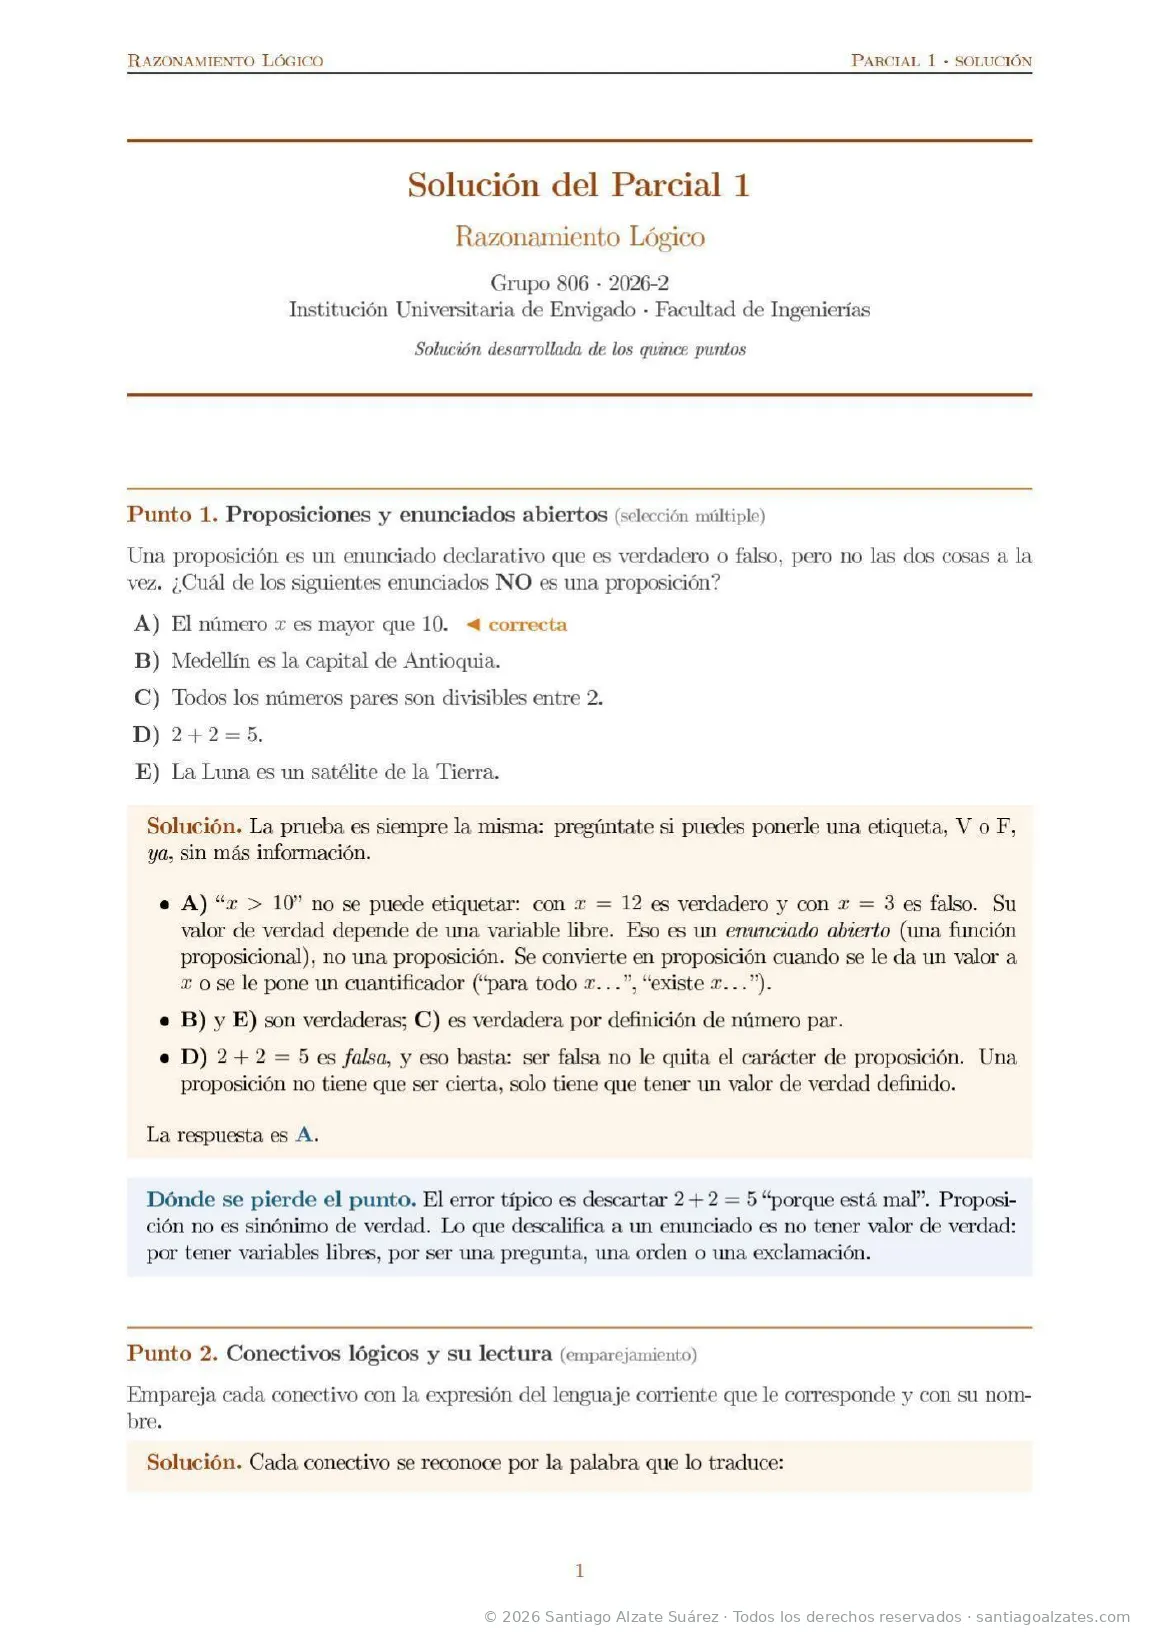 Razonamiento Lógico
Parcial 1 · solución
Solución del Parcial 1
Razonamiento Lógico
Grupo 806 · 2026-2
Institución Universitaria de Envigado · Facultad de Ingenierías
Solución desarrollada de los quince puntos
Punto 1. Proposiciones y enunciados abiertos (selección múltiple)
Una proposición es un enunciado declarativo que es verdadero o falso, pero no las dos cosas a la
vez. ¿Cuál de los siguientes enunciados NO es una proposición?
A) El número x es mayor que 10. ◄ correcta
B) Medellín es la capital de Antioquia.
C) Todos los números pares son divisibles entre 2.
D) 2 + 2 = 5.
E) La Luna es un satélite de la Tierra.
Solución. La prueba es siempre la misma: pregúntate si puedes ponerle una etiqueta, V o F,
ya, sin más información.
• A) “x > 10” no se puede etiquetar: con x = 12 es verdadero y con x = 3 es falso. Su
valor de verdad depende de una variable libre. Eso es un enunciado abierto (una función
proposicional), no una proposición. Se convierte en proposición cuando se le da un valor a
x o se le pone un cuantificador (“para todo x…”, “existe x…”).
• B) y E) son verdaderas; C) es verdadera por definición de número par.
• D) 2 + 2 = 5 es falsa, y eso basta: ser falsa no le quita el carácter de proposición. Una
proposición no tiene que ser cierta, solo tiene que tener un valor de verdad definido.
La respuesta es A.
Dónde se pierde el punto. El error típico es descartar 2 + 2 = 5 “porque está mal”. Proposi-
ción no es sinónimo de verdad. Lo que descalifica a un enunciado es no tener valor de verdad:
por tener variables libres, por ser una pregunta, una orden o una exclamación.
Punto 2. Conectivos lógicos y su lectura (emparejamiento)
Empareja cada conectivo con la expresión del lenguaje corriente que le corresponde y con su nom-
bre.
Solución. Cada conectivo se reconoce por la palabra que lo traduce:
1
© 2026 Santiago Alzate Suárez · Todos los derechos reservados · santiagoalzates.com